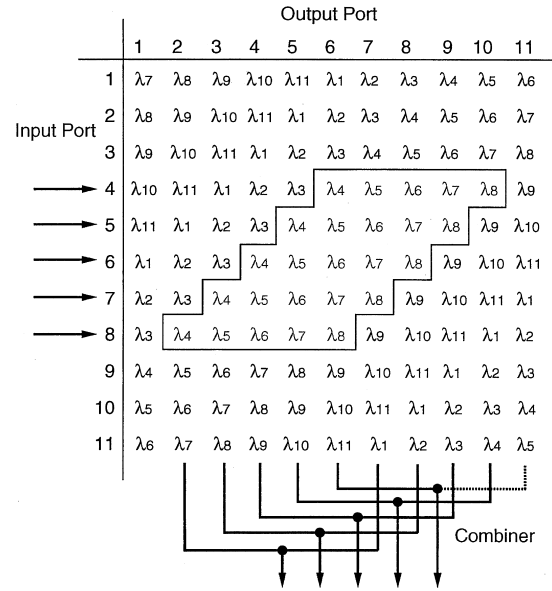 Output Port
1 2 3 4 5 6 7 8 9 10 11
1 λ7 λ8 λ9 λ10 λ11 λ1 λ2 λ3 λ4 λ5 λ6
2 λ8 λ9 λ10 λ11 λ1 λ2 λ3 λ4 λ5 λ6 λ7
Input Port
3 λ9 λ10 λ11 λ1 λ2 λ3 λ4 λ5 λ6 λ7 λ8
4 λ10 λ11 λ1 λ2 λ3 λ4 λ5 λ6 λ7 λ8 λ9
5 λ11 λ1 λ2 λ3 λ4 λ5 λ6 λ7 λ8 λ9 λ10
6 λ1 λ2 λ3 λ4 λ5 λ6 λ7 λ8 λ9 λ10 λ11
7 λ2 λ3 λ4 λ5 λ6 λ7 λ8 λ9 λ10 λ11 λ1
8 λ3 λ4 λ5 λ6 λ7 λ8 λ9 λ10 λ11 λ1 λ2
9 λ4 λ5 λ6 λ7 λ8 λ9 λ10 λ11 λ1 λ2 λ3
10 λ5 λ6 λ7 λ8 λ9 λ10 λ11 λ1 λ2 λ3 λ4
11 λ6 λ7 λ8 λ9 λ10 λ11 λ1 λ2 λ3 λ4 λ5
Combiner